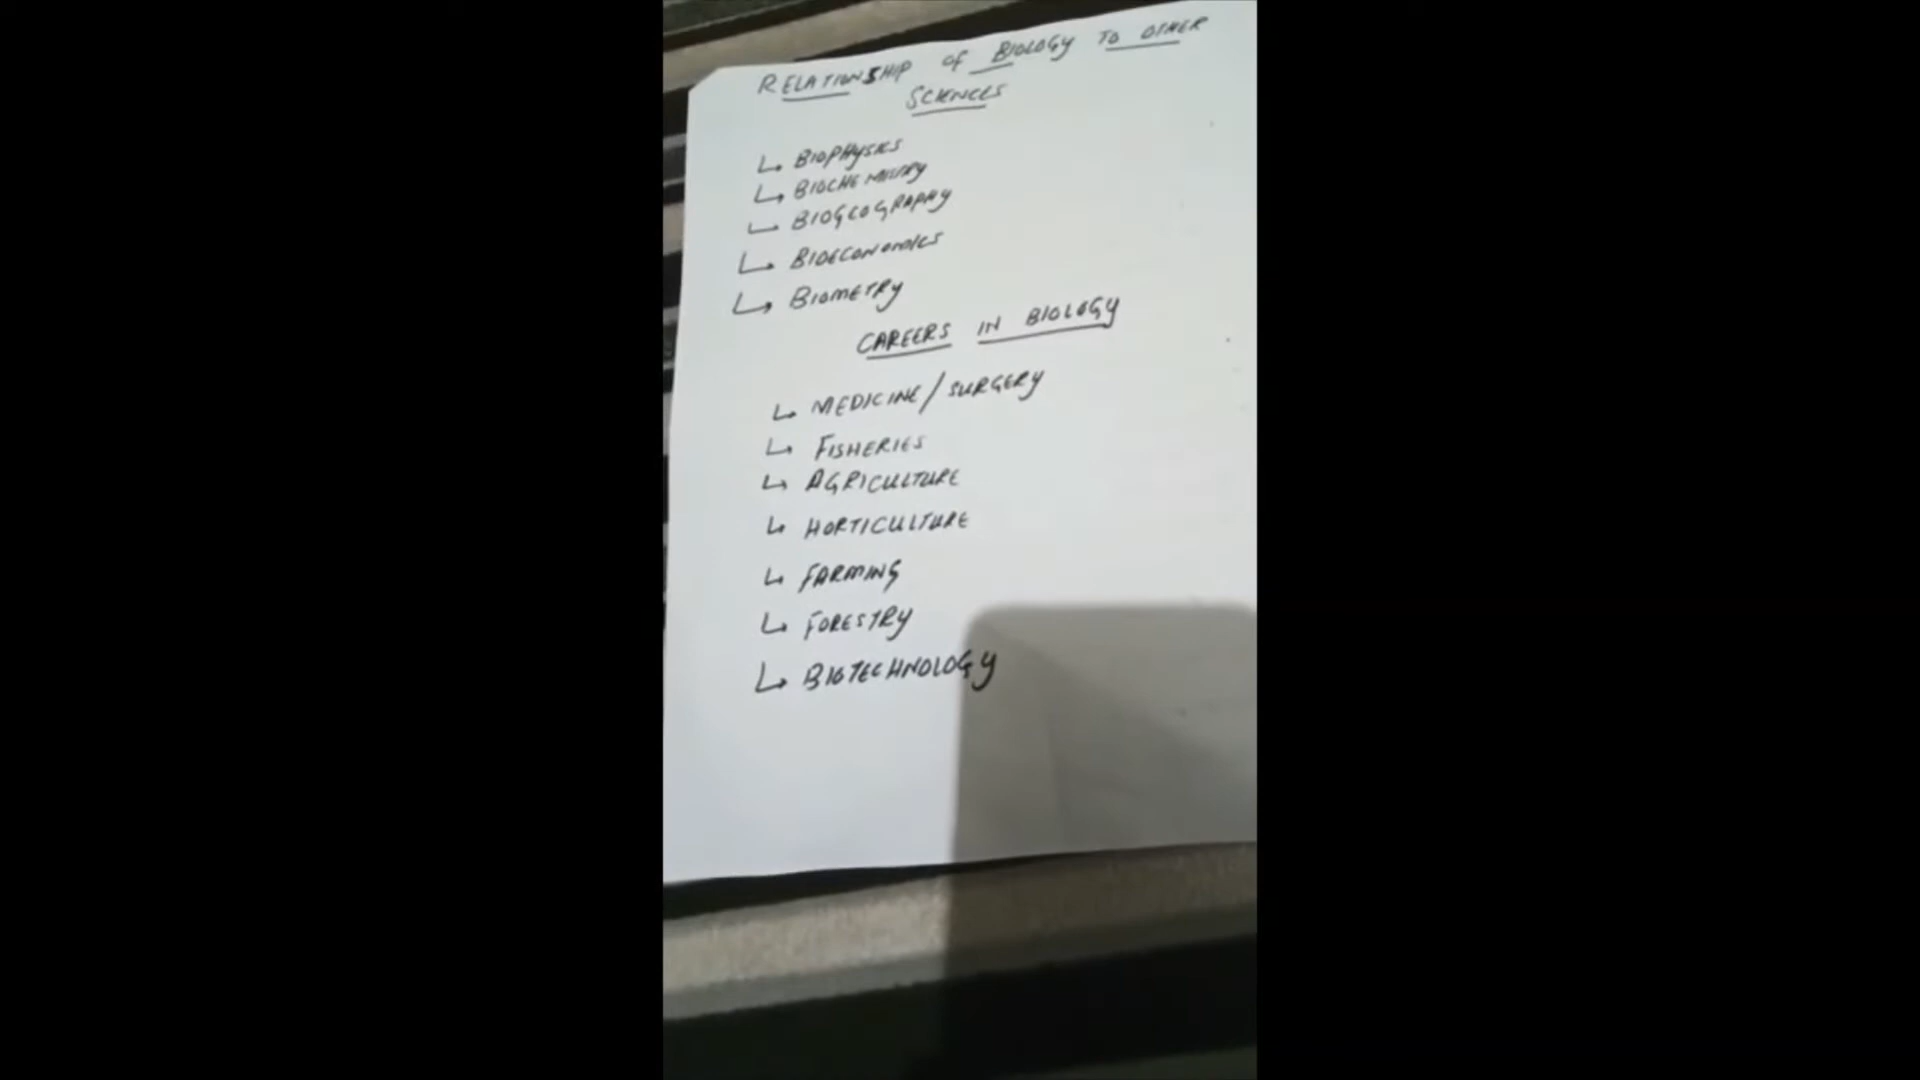 RELATIONSHIP OF BIOLOGY TO OTHER
SCIENCES
↳ BIOPHYSICS
↳ BIOCHEMISTRY
↳ BIOGEOGRAPHY
↳ BIOECONOMICS
↳ BIOMETRY
CAREERS IN BIOLOGY
↳ MEDICINE/SURGERY
↳ FISHERIES
↳ AGRICULTURE
↳ HORTICULTURE
↳ FARMING
↳ FORESTRY
↳ BIOTECHNOLOGY